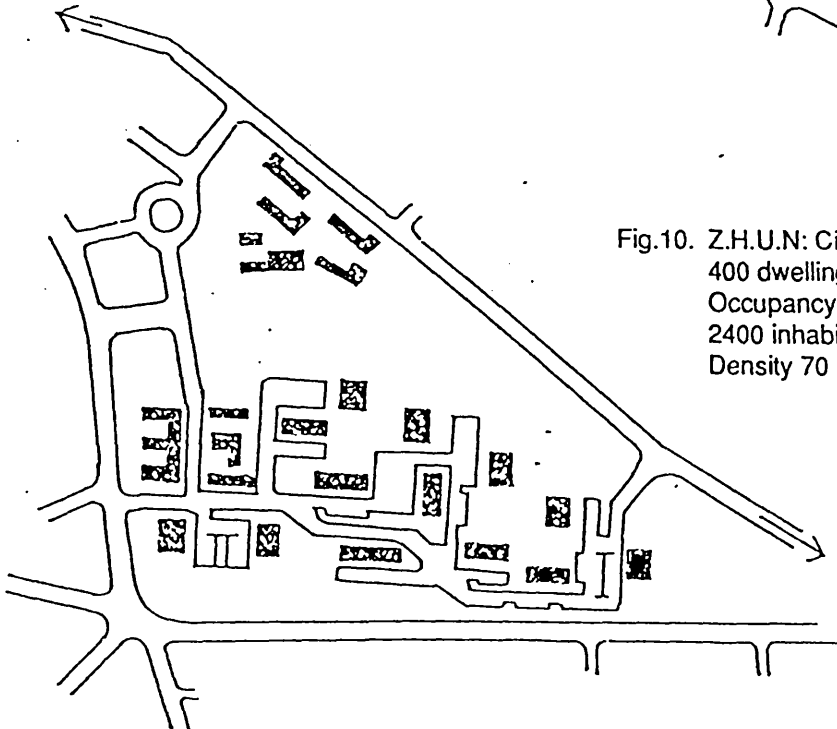 Fig.10. Z.H.U.N: Ci
400 dwelling
Occupancy
2400 inhabi
Density 70